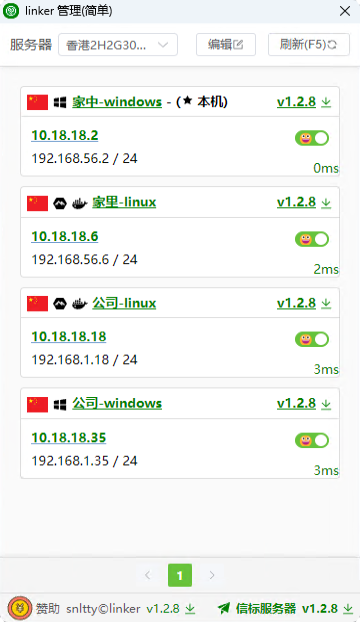 linker 管理(简单)
服务器 香港2H2G30... 编辑 刷新(F5)
家中-windows - (★ 本机) v1.2.8
10.18.18.2
192.168.56.2 / 24
0ms
家里-linux v1.2.8
10.18.18.6
192.168.56.6 / 24
2ms
公司-linux v1.2.8
10.18.18.18
192.168.1.18 / 24
3ms
公司-windows v1.2.8
10.18.18.35
192.168.1.35 / 24
3ms
1
赞助 snltty©linker v1.2.8 信标服务器 v1.2.8